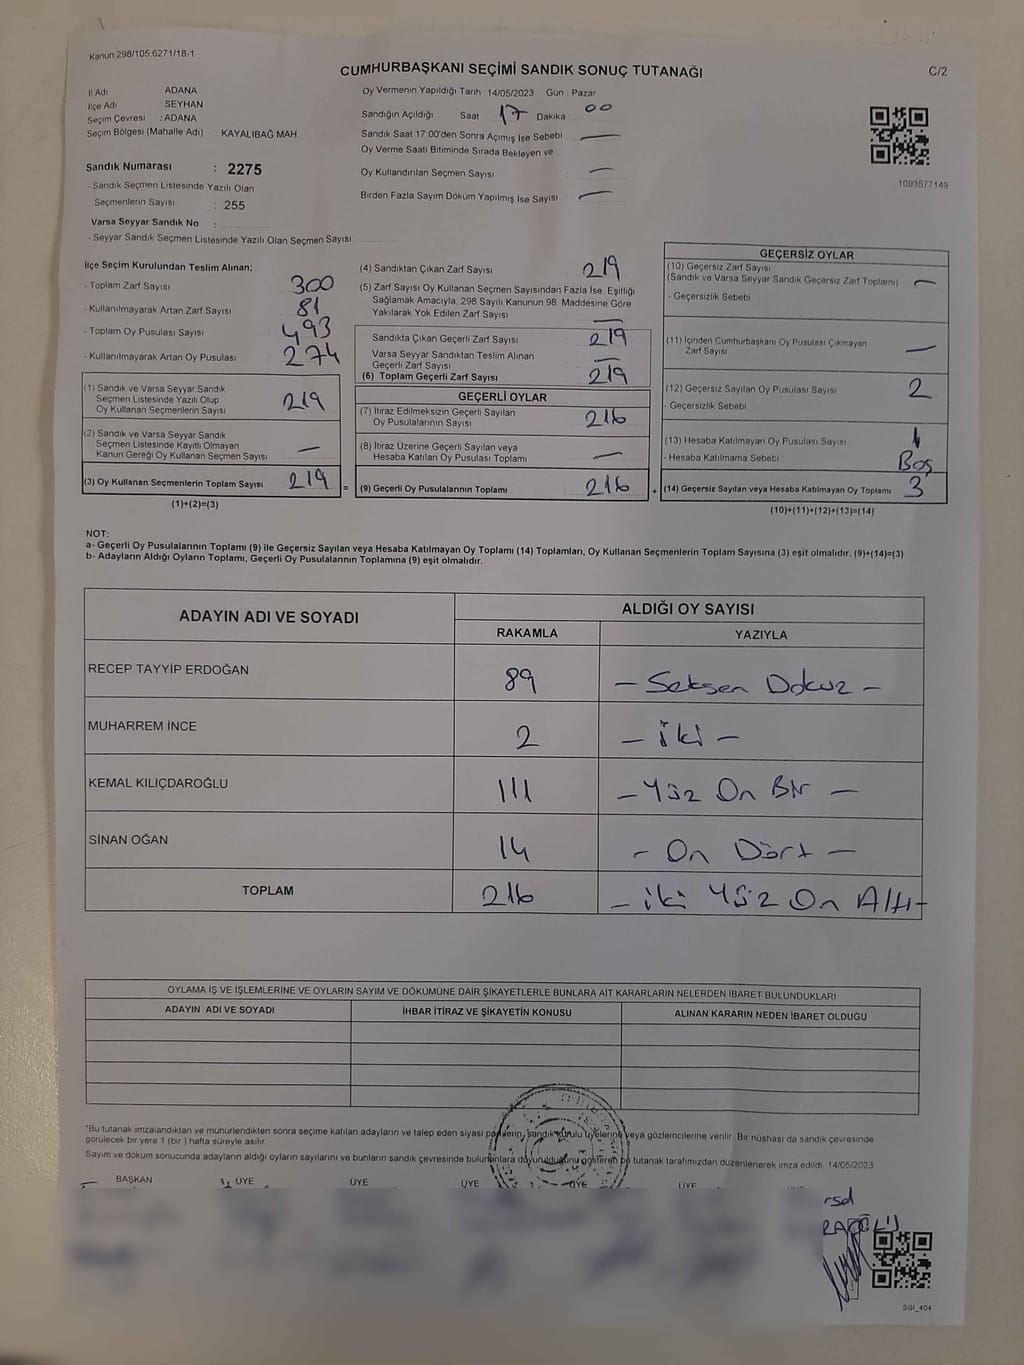 Kanun:298/105:6271/18-1
CUMHURBAŞKANI SEÇİMİ SANDIK SONUÇ TUTANAĞI
C/2
İl Adı ADANA
İlçe Adı : SEYHAN
Seçim Çevresi : ADANA
Seçim Bölgesi (Mahalle Adı) : KAYALIBAĞ MAH
Sandık Numarası : 2275
- Sandık Seçmen Listesinde Yazılı Olan
Seçmenlerin Sayısı : 255
Varsa Seyyar Sandık No :
- Seyyar Sandık Seçmen Listesinde Yazılı Olan Seçmen Sayısı:
Oy Vermenin Yapıldığı Tarih : 14/05/2023 Gün : Pazar
Sandığın Açıldığı Saat 17 Dakika 00
Sandık Saat 17:00'den Sonra Açımış İse Sebebi —
Oy Verme Saati Bitiminde Sırada Bekleyen ve
Oy Kullandırılan Seçmen Sayısı —
Birden Fazla Sayım Döküm Yapılmış İse Sayısı —
1093577149
İlçe Seçim Kurulundan Teslim Alınan;
- Toplam Zarf Sayısı 300
- Kullanılmayarak Artan Zarf Sayısı 81
- Toplam Oy Pusulası Sayısı 493
- Kullanılmayarak Artan Oy Pusulası 274
(1) Sandık ve Varsa Seyyar Sandık
Seçmen Listesinde Yazılı Olup
Oy Kullanan Seçmenlerin Sayısı 219
(2) Sandık ve Varsa Seyyar Sandık
Seçmen Listesinde Kayıtlı Olmayan
Kanun Gereği Oy Kullanan Seçmen Sayısı —
(3) Oy Kullanan Seçmenlerin Toplam Sayısı 219 =
(1)+(2)=(3)
(4) Sandıktan Çıkan Zarf Sayısı 219
(5) Zarf Sayısı Oy Kullanan Seçmen Sayısından Fazla İse, Eşitliği
Sağlamak Amacıyla, 298 Sayılı Kanunun 98. Maddesine Göre
Yakılarak Yok Edilen Zarf Sayısı —
Sandıkta Çıkan Geçerli Zarf Sayısı 219
Varsa Seyyar Sandıktan Teslim Alınan
Geçerli Zarf Sayısı —
(6) Toplam Geçerli Zarf Sayısı 219
GEÇERLİ OYLAR
(7) İtiraz Edilmeksizin Geçerli Sayılan
Oy Pusulalarının Sayısı 216
(8) İtiraz Üzerine Geçerli Sayılan veya
Hesaba Katılan Oy Pusulası Toplamı —
(9) Geçerli Oy Pusulalarının Toplamı 216 +
GEÇERSİZ OYLAR
(10) Geçersiz Zarf Sayısı
(Sandık ve Varsa Seyyar Sandık Geçersiz Zarf Toplamı) —
- Geçersizlik Sebebi
(11) İçinden Cumhurbaşkanı Oy Pusulası Çıkmayan
Zarf Sayısı —
(12) Geçersiz Sayılan Oy Pusulası Sayısı 2
- Geçersizlik Sebebi
(13) Hesaba Katılmayan Oy Pusulası Sayısı 1
- Hesaba Katılmama Sebebi Boş
(14) Geçersiz Sayılan veya Hesaba Katılmayan Oy Toplamı 3
(10)+(11)+(12)+(13)=(14)
NOT:
a- Geçerli Oy Pusulalarının Toplamı (9) ile Geçersiz Sayılan veya Hesaba Katılmayan Oy Toplamı (14) Toplamları, Oy Kullanan Seçmenlerin Toplam Sayısına (3) eşit olmalıdır. (9)+(14)=(3)
b- Adayların Aldığı Oyların Toplamı, Geçerli Oy Pusulalarının Toplamına (9) eşit olmalıdır.
ADAYIN ADI VE SOYADI
ALDIĞI OY SAYISI
RAKAMLA YAZIYLA
RECEP TAYYİP ERDOĞAN 89 – Seksen Dokuz –
MUHARREM İNCE 2 – iki –
KEMAL KILIÇDAROĞLU 111 – Yüz On Bir –
SİNAN OĞAN 14 – On Dört –
TOPLAM 216 – iki Yüz On Altı –
OYLAMA İŞ VE İŞLEMLERİNE VE OYLARIN SAYIM VE DÖKÜMÜNE DAİR ŞİKAYETLERLE BUNLARA AİT KARARLARIN NELERDEN İBARET BULUNDUKLARI
ADAYIN ADI VE SOYADI İHBAR İTİRAZ VE ŞİKAYETİN KONUSU ALINAN KARARIN NEDEN İBARET OLDUĞU
*Bu tutanak imzalandıktan ve mühürlendikten sonra seçime katılan adayların ve talep eden siyasi partilerin, sandık kurulu üyelerine veya gözlemcilerine verilir. Bir nüshası da sandık çevresinde
görülecek bir yere 1 (bir) hafta süreyle asılır.
Sayım ve döküm sonucunda adayların aldığı oyların sayılarını ve bunların sandık çevresinde bulunanlara duyurulduğunu gösteren bu tutanak tarafımızdan düzenlenerek imza edildi. 14/05/2023
BAŞKAN ÜYE ÜYE ÜYE ÜYE ÜYE
SSI_404